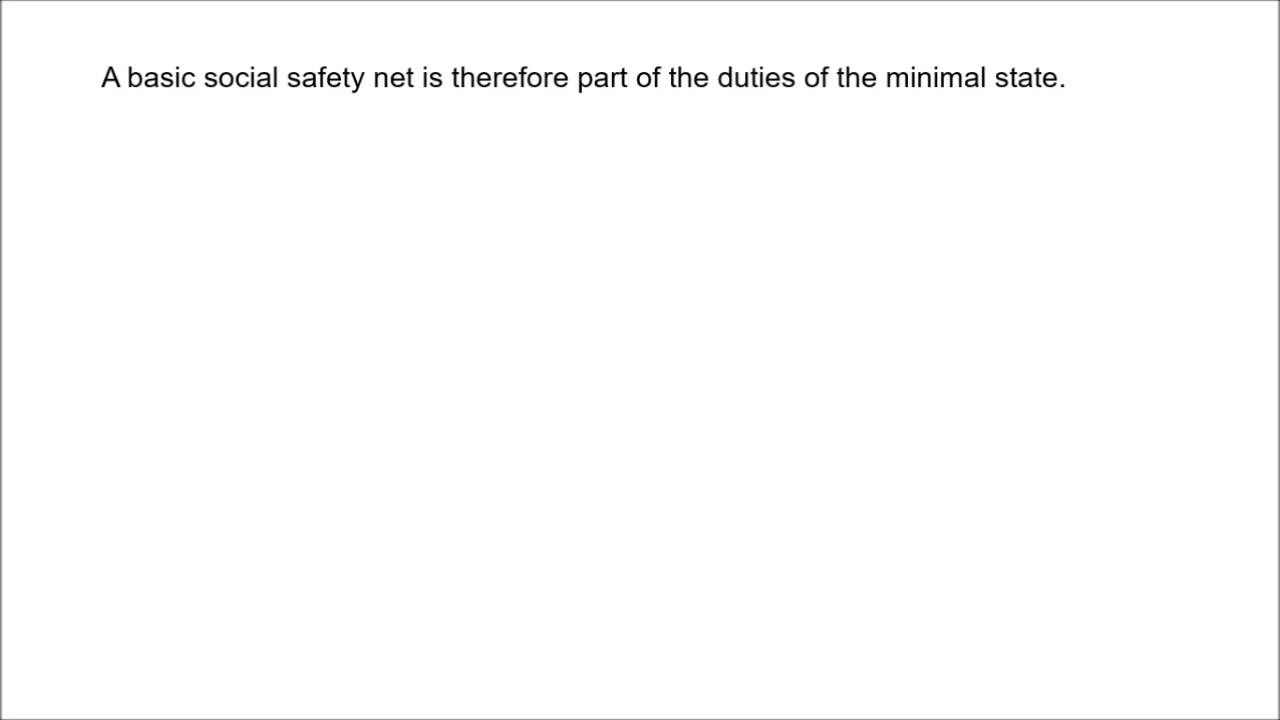 A basic social safety net is therefore part of the duties of the minimal state.